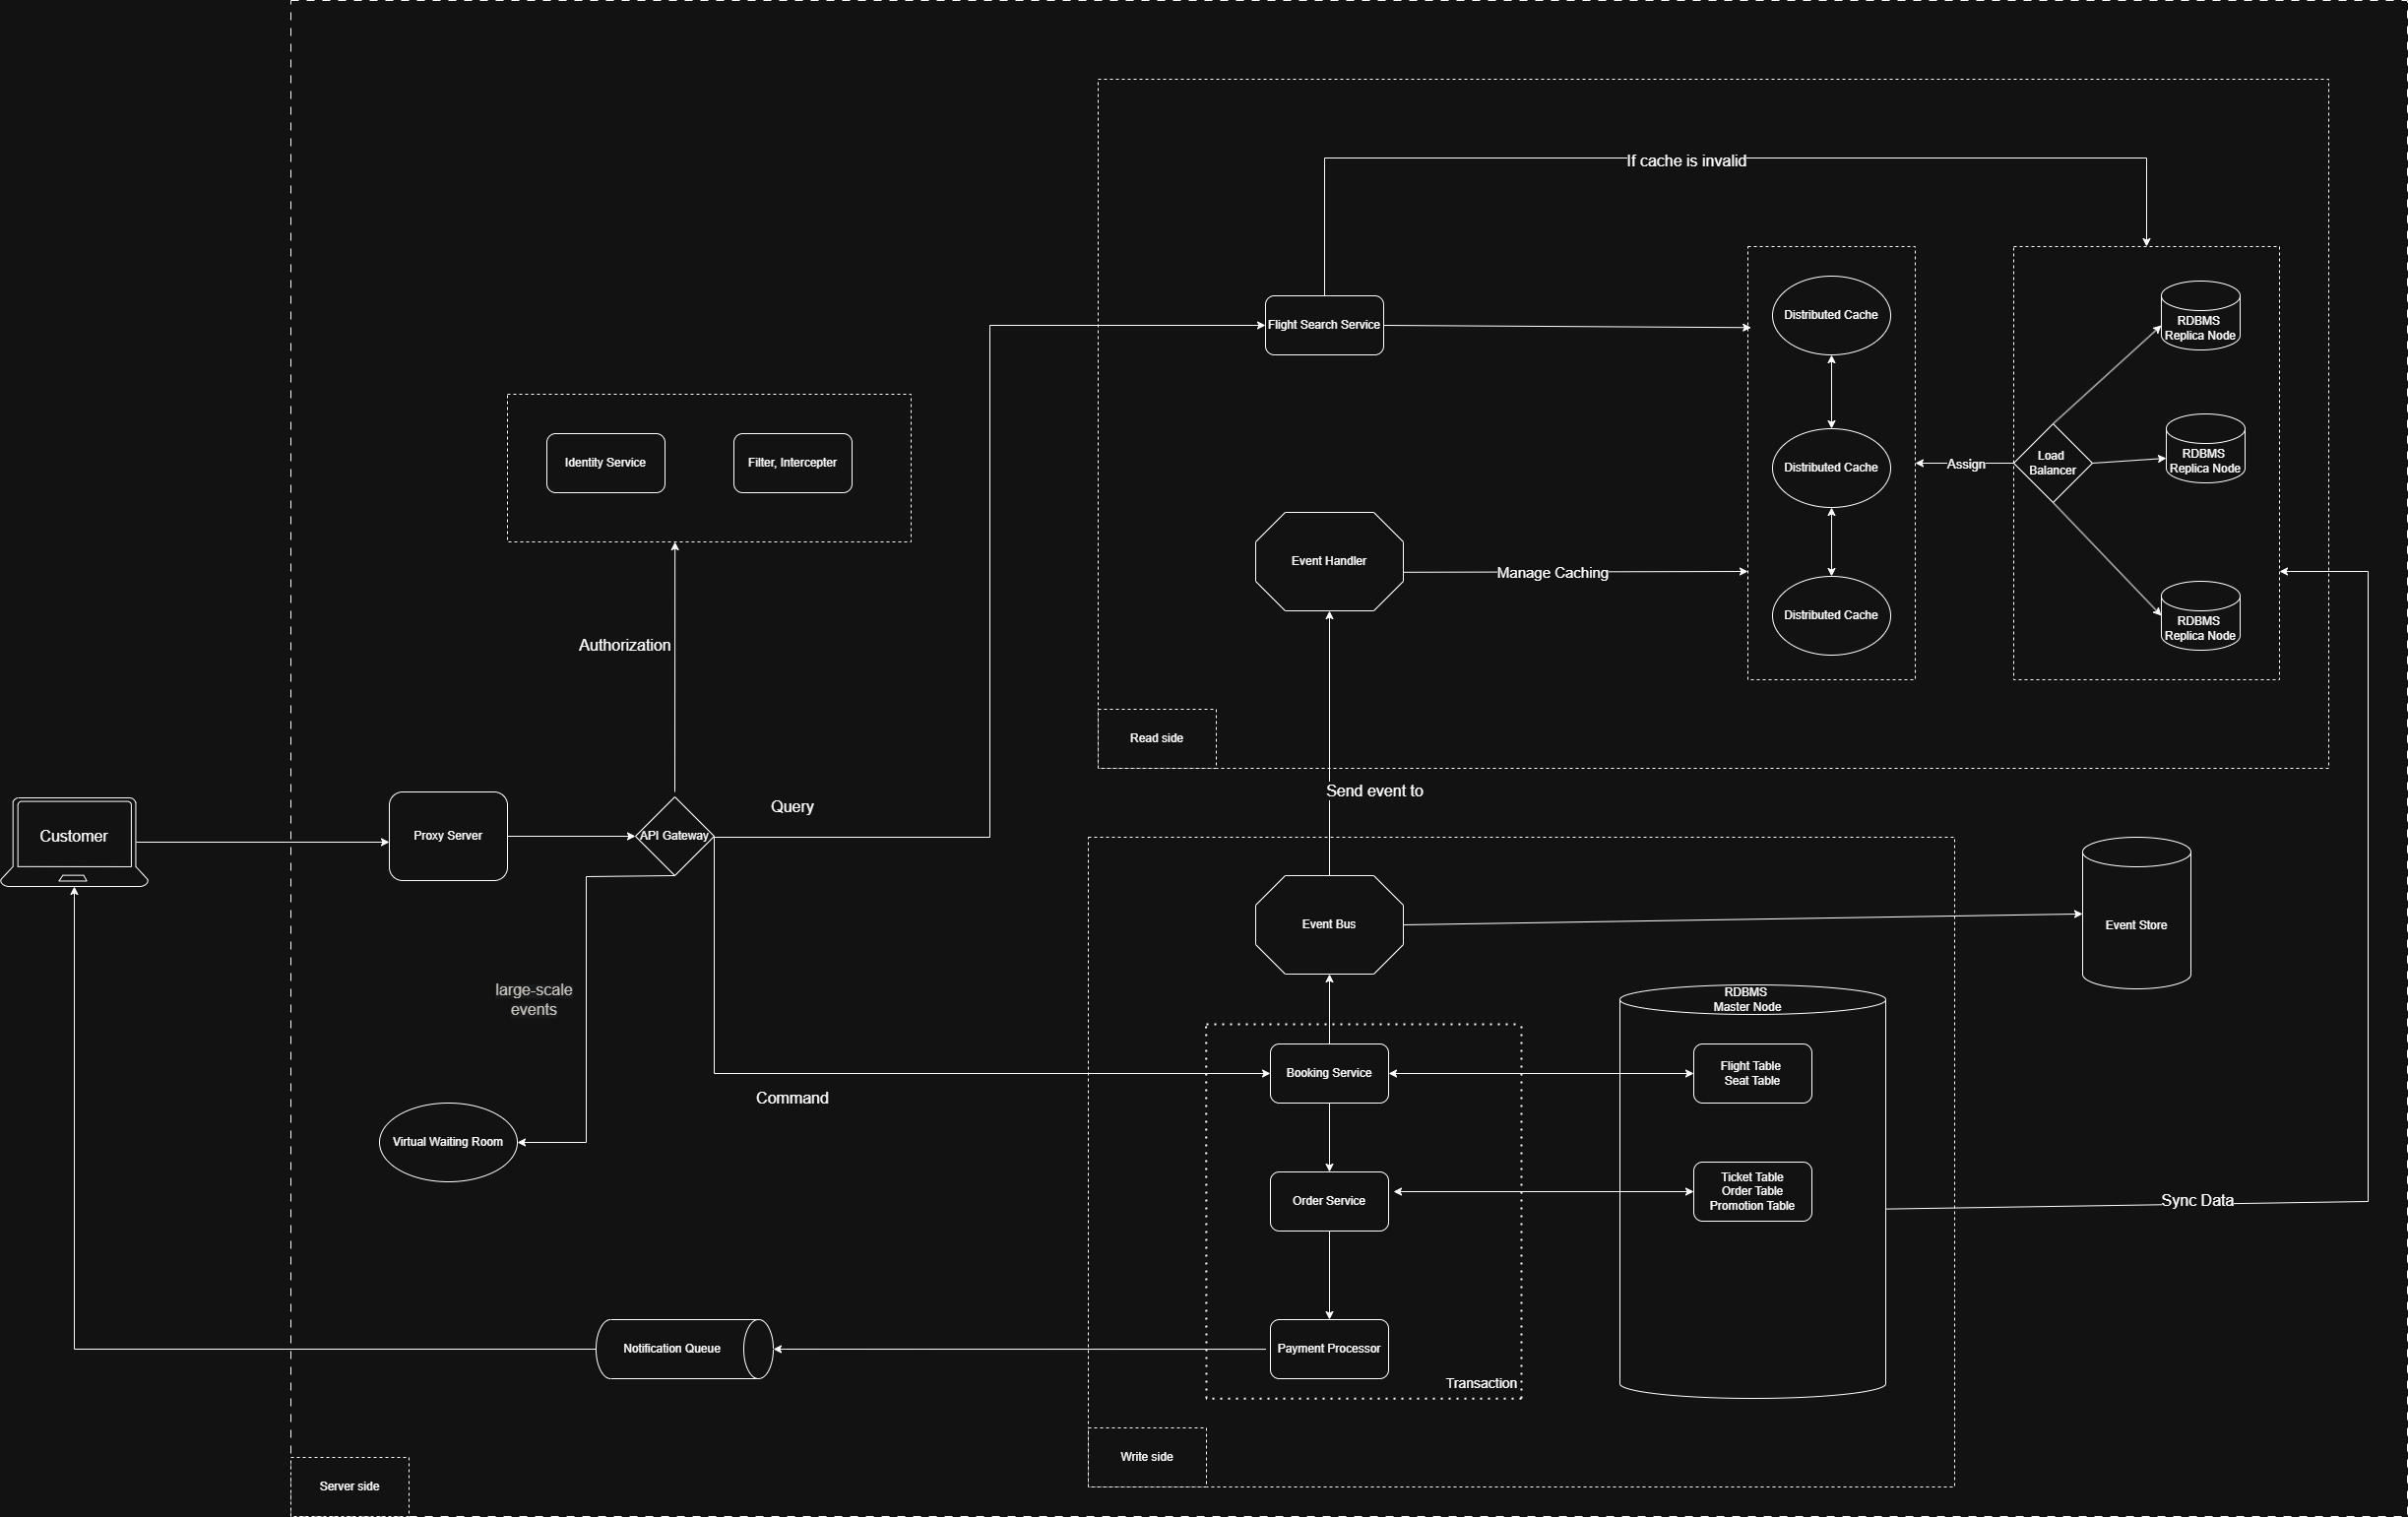 If cache is invalid
Flight Search Service
Distributed Cache
RDBMS
Replica Node
Identity Service
Filter, Intercepter
Distributed Cache
Assign
Load
Balancer
RDBMS
Replica Node
Event Handler
Manage Caching
Distributed Cache
RDBMS
Replica Node
Authorization
Read side
Send event to
Query
Customer
Proxy Server
API Gateway
Event Bus
Event Store
large-scale
events
RDBMS
Master Node
Booking Service
Flight Table
Seat Table
Command
Virtual Waiting Room
Order Service
Ticket Table
Order Table
Promotion Table
Sync Data
Notification Queue
Payment Processor
Transaction
Write side
Server side